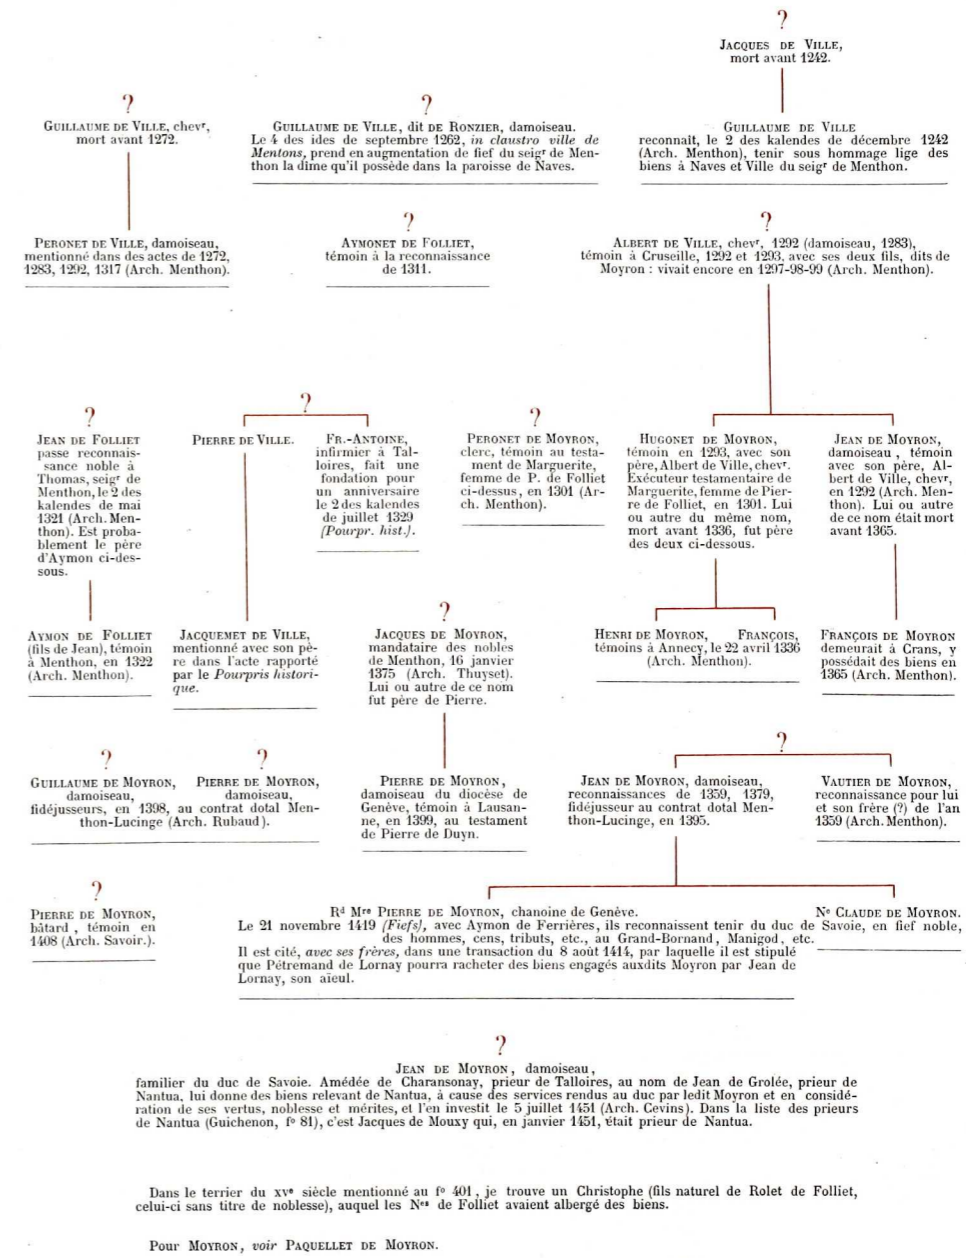 ?
JACQUES DE VILLE,
mort avant 1242.
?
GUILLAUME DE VILLE, chevʳ,
mort avant 1272.
?
GUILLAUME DE VILLE, dit DE RONZIER, damoiseau.
Le 4 des ides de septembre 1262, in claustro ville de
Mentons, prend en augmentation de fief du seigʳ de Men-
thon la dime qu'il possède dans la paroisse de Naves.
GUILLAUME DE VILLE
reconnait, le 2 des kalendes de décembre 1242
(Arch. Menthon), tenir sous hommage lige des
biens à Naves et Ville du seigʳ de Menthon.
PERONET DE VILLE, damoiseau,
mentionné dans des actes de 1272,
1283, 1292, 1317 (Arch. Menthon).
?
AYMONET DE FOLLIET,
témoin à la reconnaissance
de 1311.
?
ALBERT DE VILLE, chevʳ, 1292 (damoiseau, 1283),
témoin à Cruseille, 1292 et 1293, avec ses deux fils, dits de
Moyron : vivait encore en 1297-98-99 (Arch. Menthon).
?
JEAN DE FOLLIET
passe reconnais-
sance noble à
Thomas, seigʳ de
Menthon, le 2 des
kalendes de mai
1321 (Arch. Men-
thon). Est proba-
blement le père
d'Aymon ci-des-
sous.
?
PIERRE DE VILLE.
FR.-ANTOINE,
infirmier à Tal-
loires, fait une
fondation pour
un anniversaire
le 2 des kalendes
de juillet 1329
(Pourpr. hist.).
?
PERONET DE MOYRON,
clerc, témoin au testa-
ment de Marguerite,
femme de P. de Folliet
ci-dessus, en 1301 (Ar-
ch. Menthon).
HUGONET DE MOYRON,
témoin en 1293, avec son
père, Albert de Ville, chevʳ.
Exécuteur testamentaire de
Marguerite, femme de Pier-
re de Folliet, en 1301. Lui
ou autre du même nom,
mort avant 1336, fut père
des deux ci-dessous.
JEAN DE MOYRON,
damoiseau, témoin
avec son père, Al-
bert de Ville, chevʳ,
en 1292 (Arch. Men-
thon). Lui ou autre
de ce nom était mort
avant 1365.
AYMON DE FOLLIET
(fils de Jean), témoin
à Menthon, en 1322
(Arch. Menthon).
JACQUEMET DE VILLE,
mentionné avec son pè-
re dans l'acte rapporté
par le Pourpris histori-
que.
?
JACQUES DE MOYRON,
mandataire des nobles
de Menthon, 16 janvier
1375 (Arch. Thuyset).
Lui ou autre de ce nom
fut père de Pierre.
HENRI DE MOYRON, FRANÇOIS,
témoins à Annecy, le 22 avril 1336
(Arch. Menthon).
FRANÇOIS DE MOYRON
demeurait à Crans, y
possédait des biens en
1365 (Arch. Menthon).
? ?
GUILLAUME DE MOYRON, PIERRE DE MOYRON,
damoiseau, damoiseau,
fidéjusseurs, en 1398, au contrat dotal Men-
thon-Lucinge (Arch. Rubaud).
PIERRE DE MOYRON,
damoiseau du diocèse de
Genève, témoin à Lausan-
ne, en 1399, au testament
de Pierre de Duyn.
?
JEAN DE MOYRON, damoiseau,
reconnaissances de 1359, 1379,
fidéjusseur au contrat dotal Men-
thon-Lucinge, en 1395.
VAUTIER DE MOYRON,
reconnaissance pour lui
et son frère (?) de l'an
1359 (Arch. Menthon).
?
PIERRE DE MOYRON,
bâtard, témoin en
1408 (Arch. Savoir.).
Rᵈ Mʳᵉ PIERRE DE MOYRON, chanoine de Genève. Nᵉ CLAUDE DE MOYRON.
Le 21 novembre 1419 (Fiefs), avec Aymon de Ferrières, ils reconnaissent tenir du duc de Savoie, en fief noble,
des hommes, cens, tributs, etc., au Grand-Bornand, Manigod, etc.
Il est cité, avec ses frères, dans une transaction du 8 août 1414, par laquelle il est stipulé
que Pétremand de Lornay pourra racheter des biens engagés auxdits Moyron par Jean de
Lornay, son aïeul.
?
JEAN DE MOYRON, damoiseau,
familier du duc de Savoie. Amédée de Charansonay, prieur de Talloires, au nom de Jean de Grolée, prieur de
Nantua, lui donne des biens relevant de Nantua, à cause des services rendus au duc par ledit Moyron et en considé-
ration de ses vertus, noblesse et mérites, et l'en investit le 5 juillet 1451 (Arch. Cevins). Dans la liste des prieurs
de Nantua (Guichenon, fº 81), c'est Jacques de Mouxy qui, en janvier 1451, était prieur de Nantua.
Dans le terrier du XVᵉ siècle mentionné au fº 401, je trouve un Christophe (fils naturel de Rolet de Folliet,
celui-ci sans titre de noblesse), auquel les Nᵉˢ de Folliet avaient albergé des biens.
Pour MOYRON, voir PAQUELLET DE MOYRON.